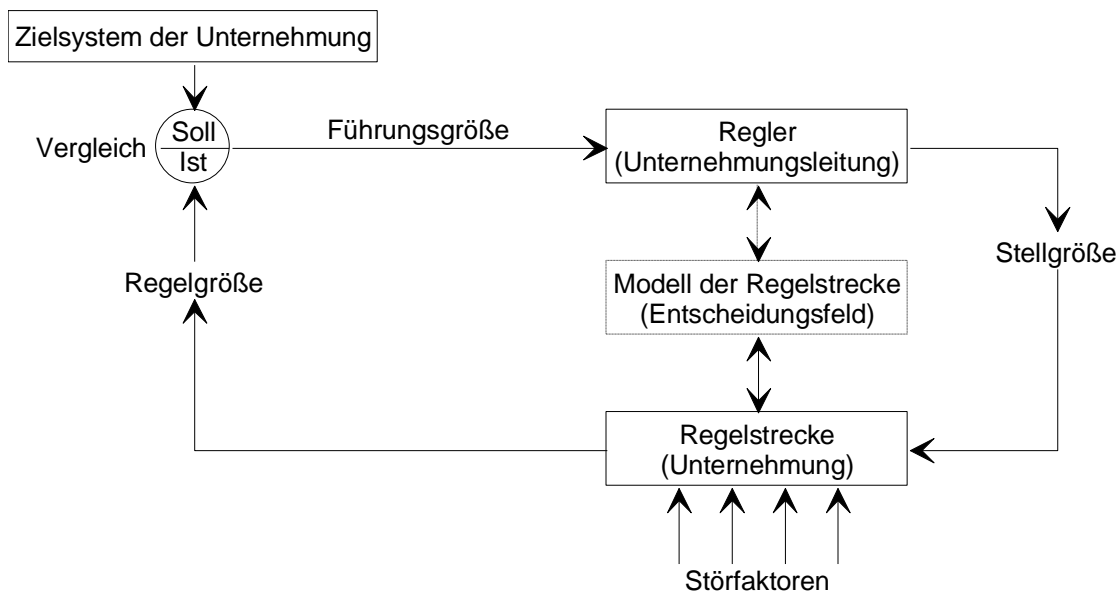 Zielsystem der Unternehmung
Vergleich
Soll
Ist
Führungsgröße
Regler
(Unternehmungsleitung)
Stellgröße
Regelgröße
Modell der Regelstrecke
(Entscheidungsfeld)
Regelstrecke
(Unternehmung)
Störfaktoren